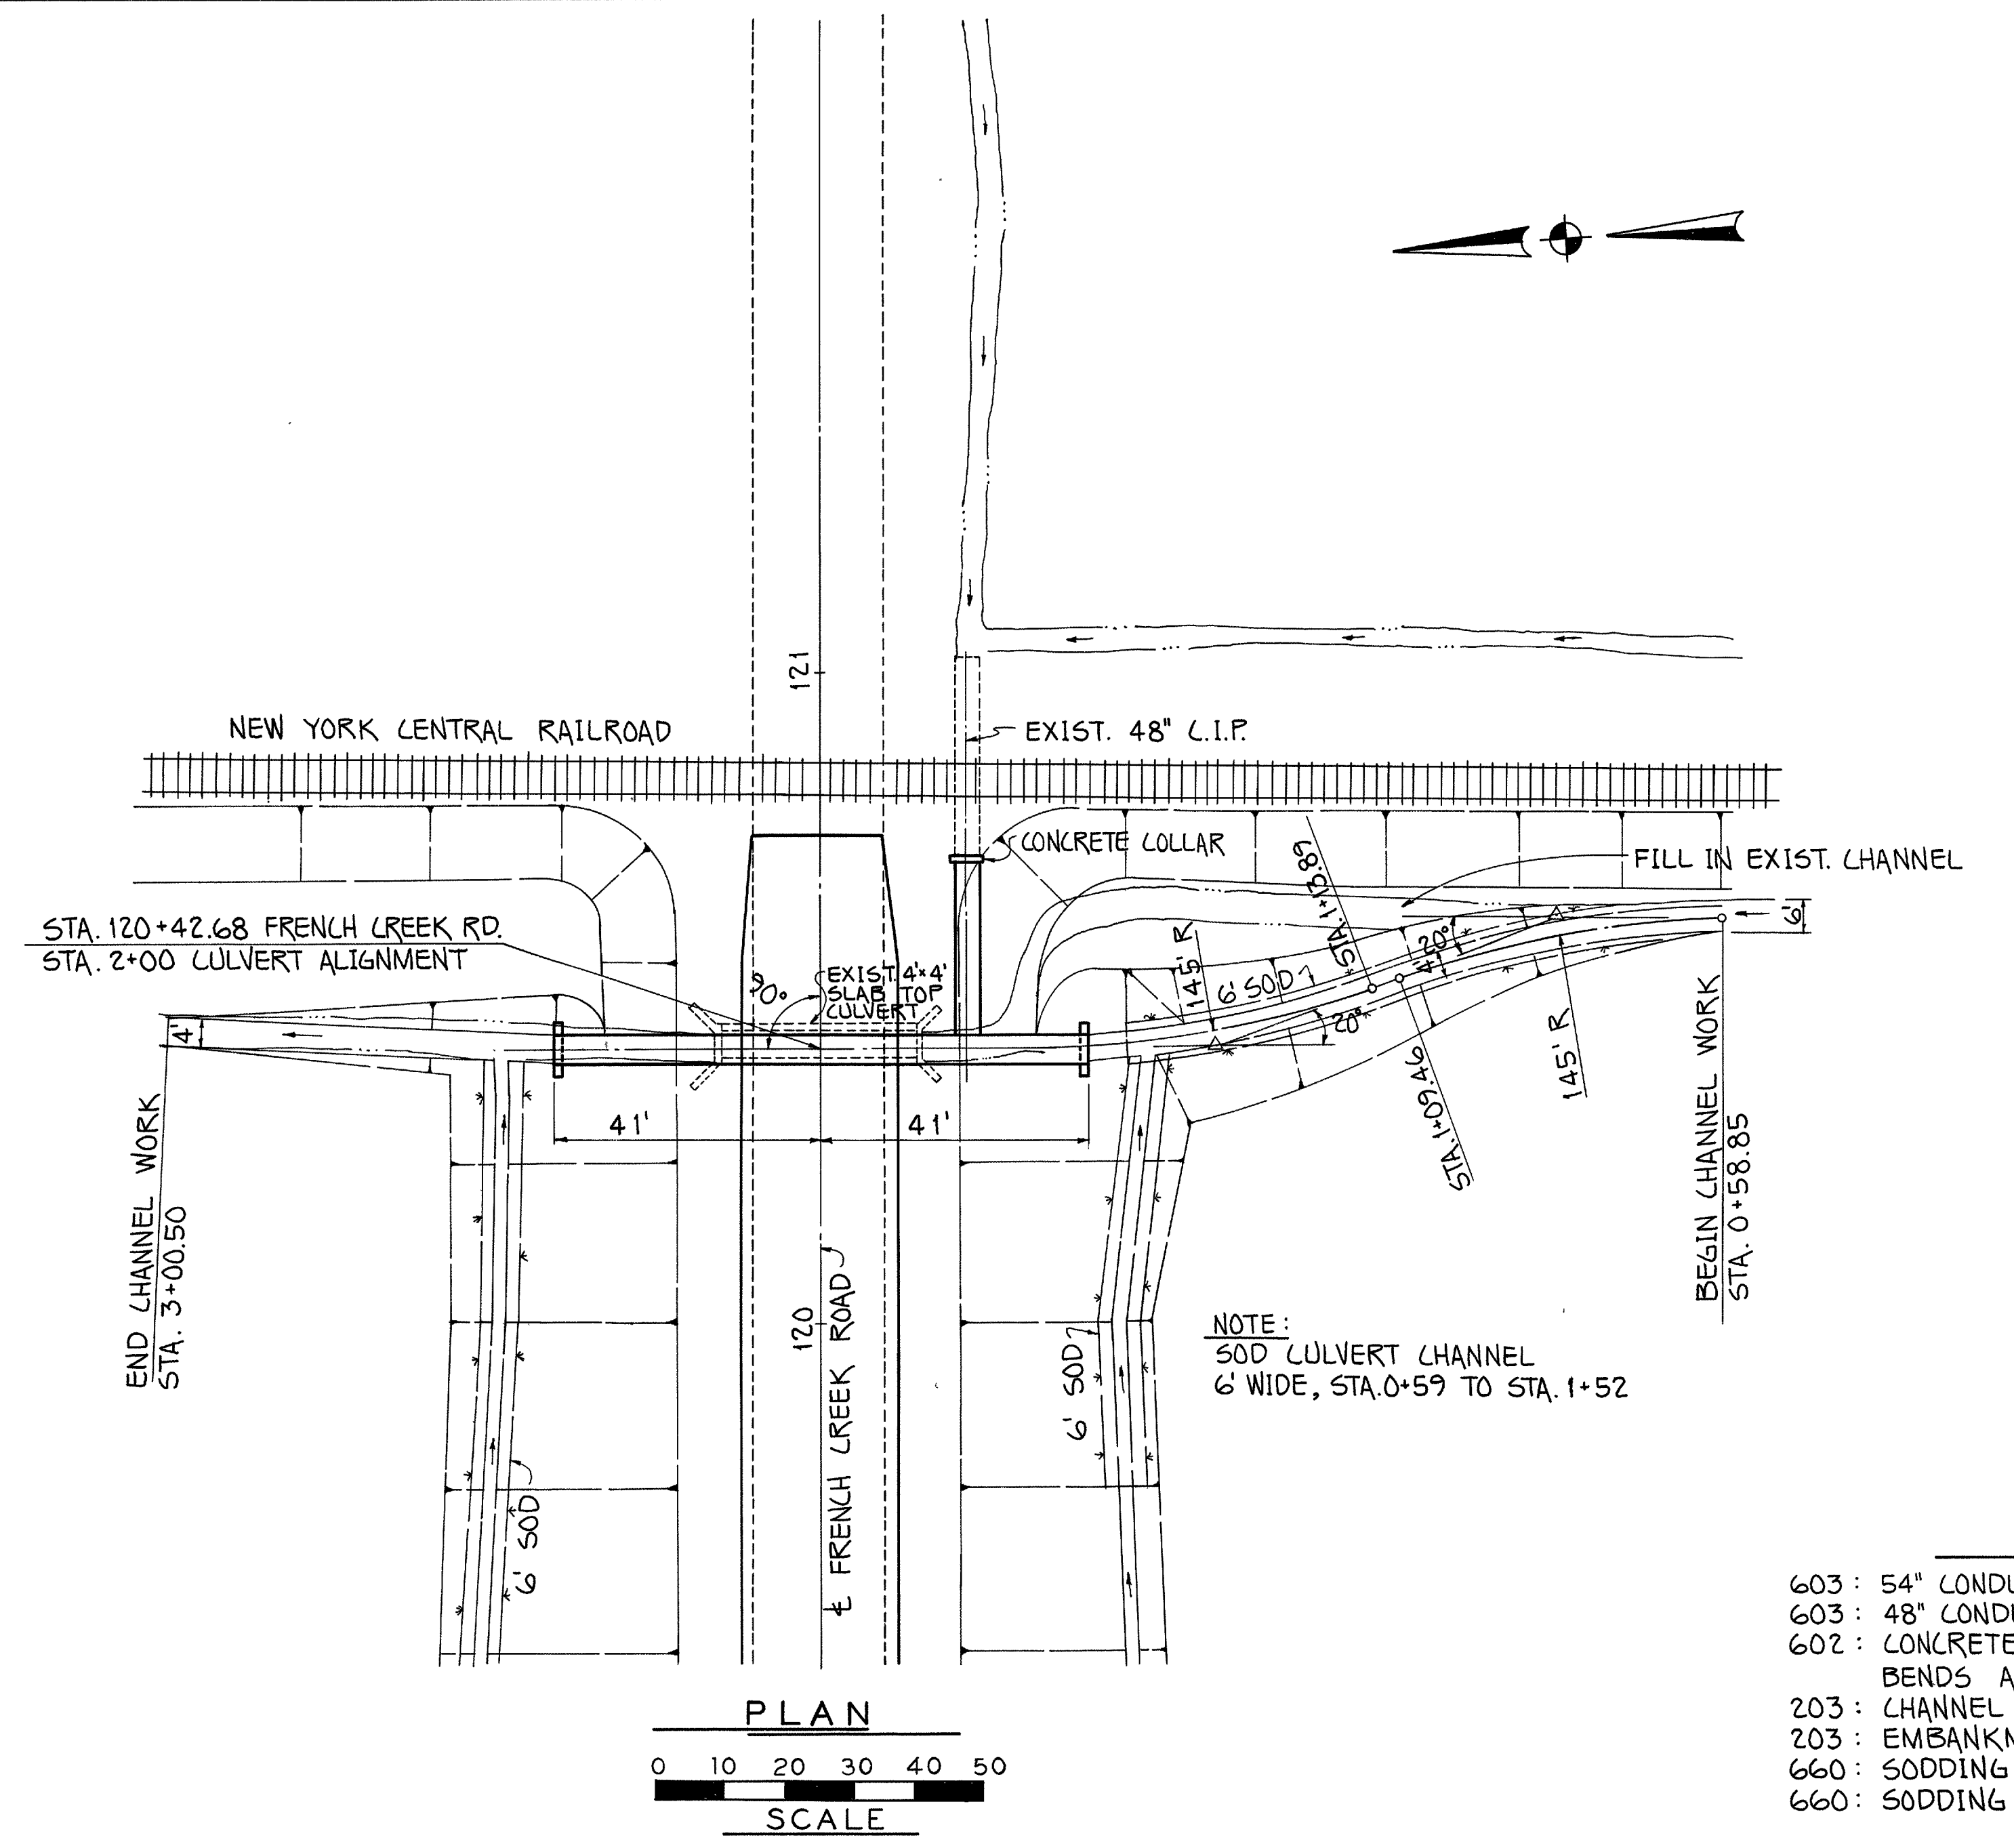 121
NEW YORK CENTRAL RAILROAD
EXIST. 48" C.I.P.
CONCRETE COLLAR
FILL IN EXIST. CHANNEL
STA. 120+42.68 FRENCH CREEK RD.
STA. 2+00 CULVERT ALIGNMENT
90°
EXIST. 4'×4'
SLAB TOP
CULVERT
145' R
6' SOD
STA. 1+13.89
20°
4'
6'
4'
20°
STA. 1+09.46
145' R
41'
41'
END CHANNEL WORK
STA. 3+00.50
BEGIN CHANNEL WORK
STA. 0+58.85
120
℄ FRENCH CREEK ROAD
6' SOD
6' SOD
NOTE:
SOD CULVERT CHANNEL
6' WIDE, STA. 0+59 TO STA. 1+52
PLAN
0 10 20 30 40 50
SCALE
603: 54" CONDU
603: 48" CONDU
602: CONCRETE
BENDS A
203: CHANNEL
203: EMBANKM
660: SODDING
660: SODDING